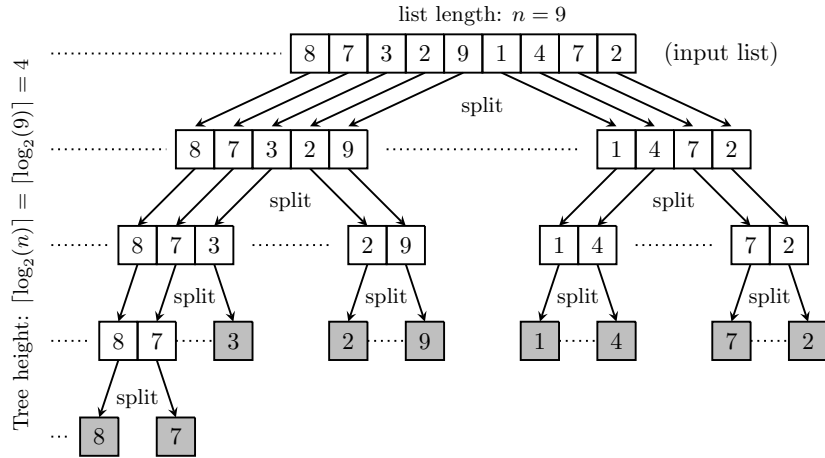 list length: n = 9
8 7 3 2 9 1 4 7 2 (input list)
split
8 7 3 2 9 1 4 7 2
split split
8 7 3 2 9 1 4 7 2
split split split split
8 7 3 2 9 1 4 7 2
split
8 7
Tree height: ⌈log₂(n)⌉ = ⌈log₂(9)⌉ = 4